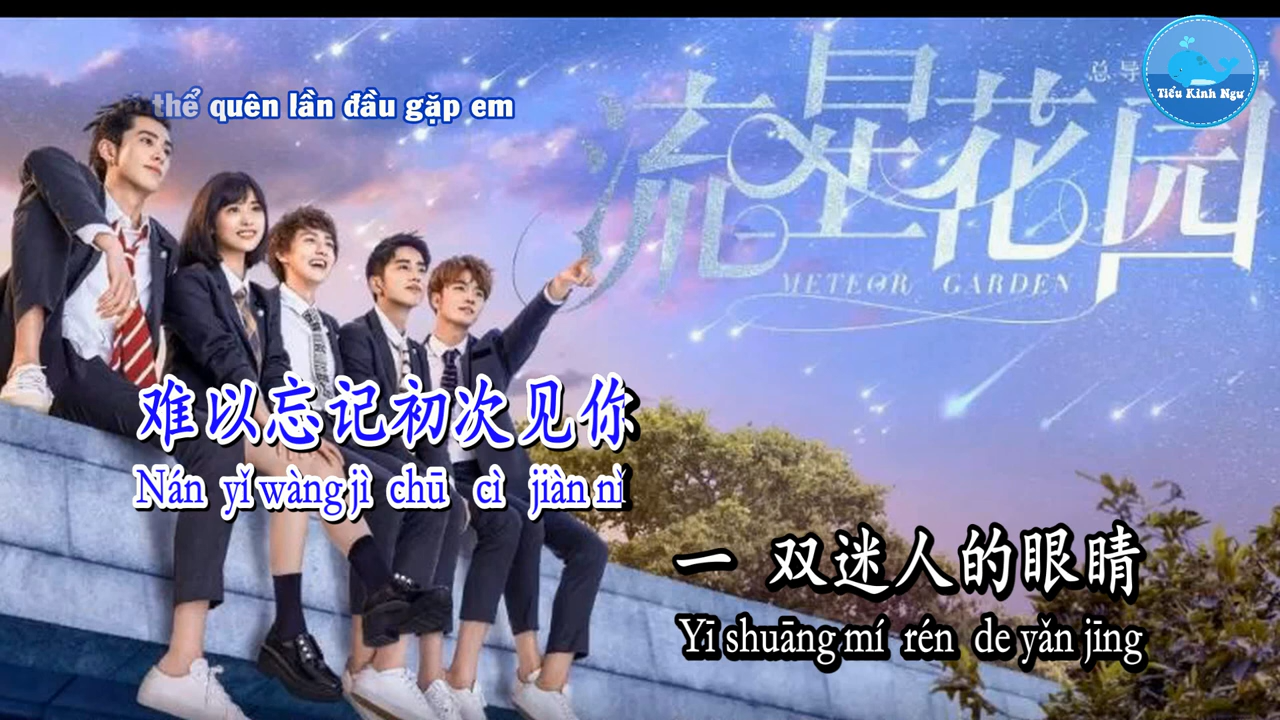 总导
Tiểu Kình Ngư
thể quên lần đầu gặp em
流星花园
METEOR GARDEN
难以忘记初次见你
Nán yǐ wàng jì chū cì jiàn nǐ
一 双迷人的眼睛
Yī shuāng mí rén de yǎn jīng